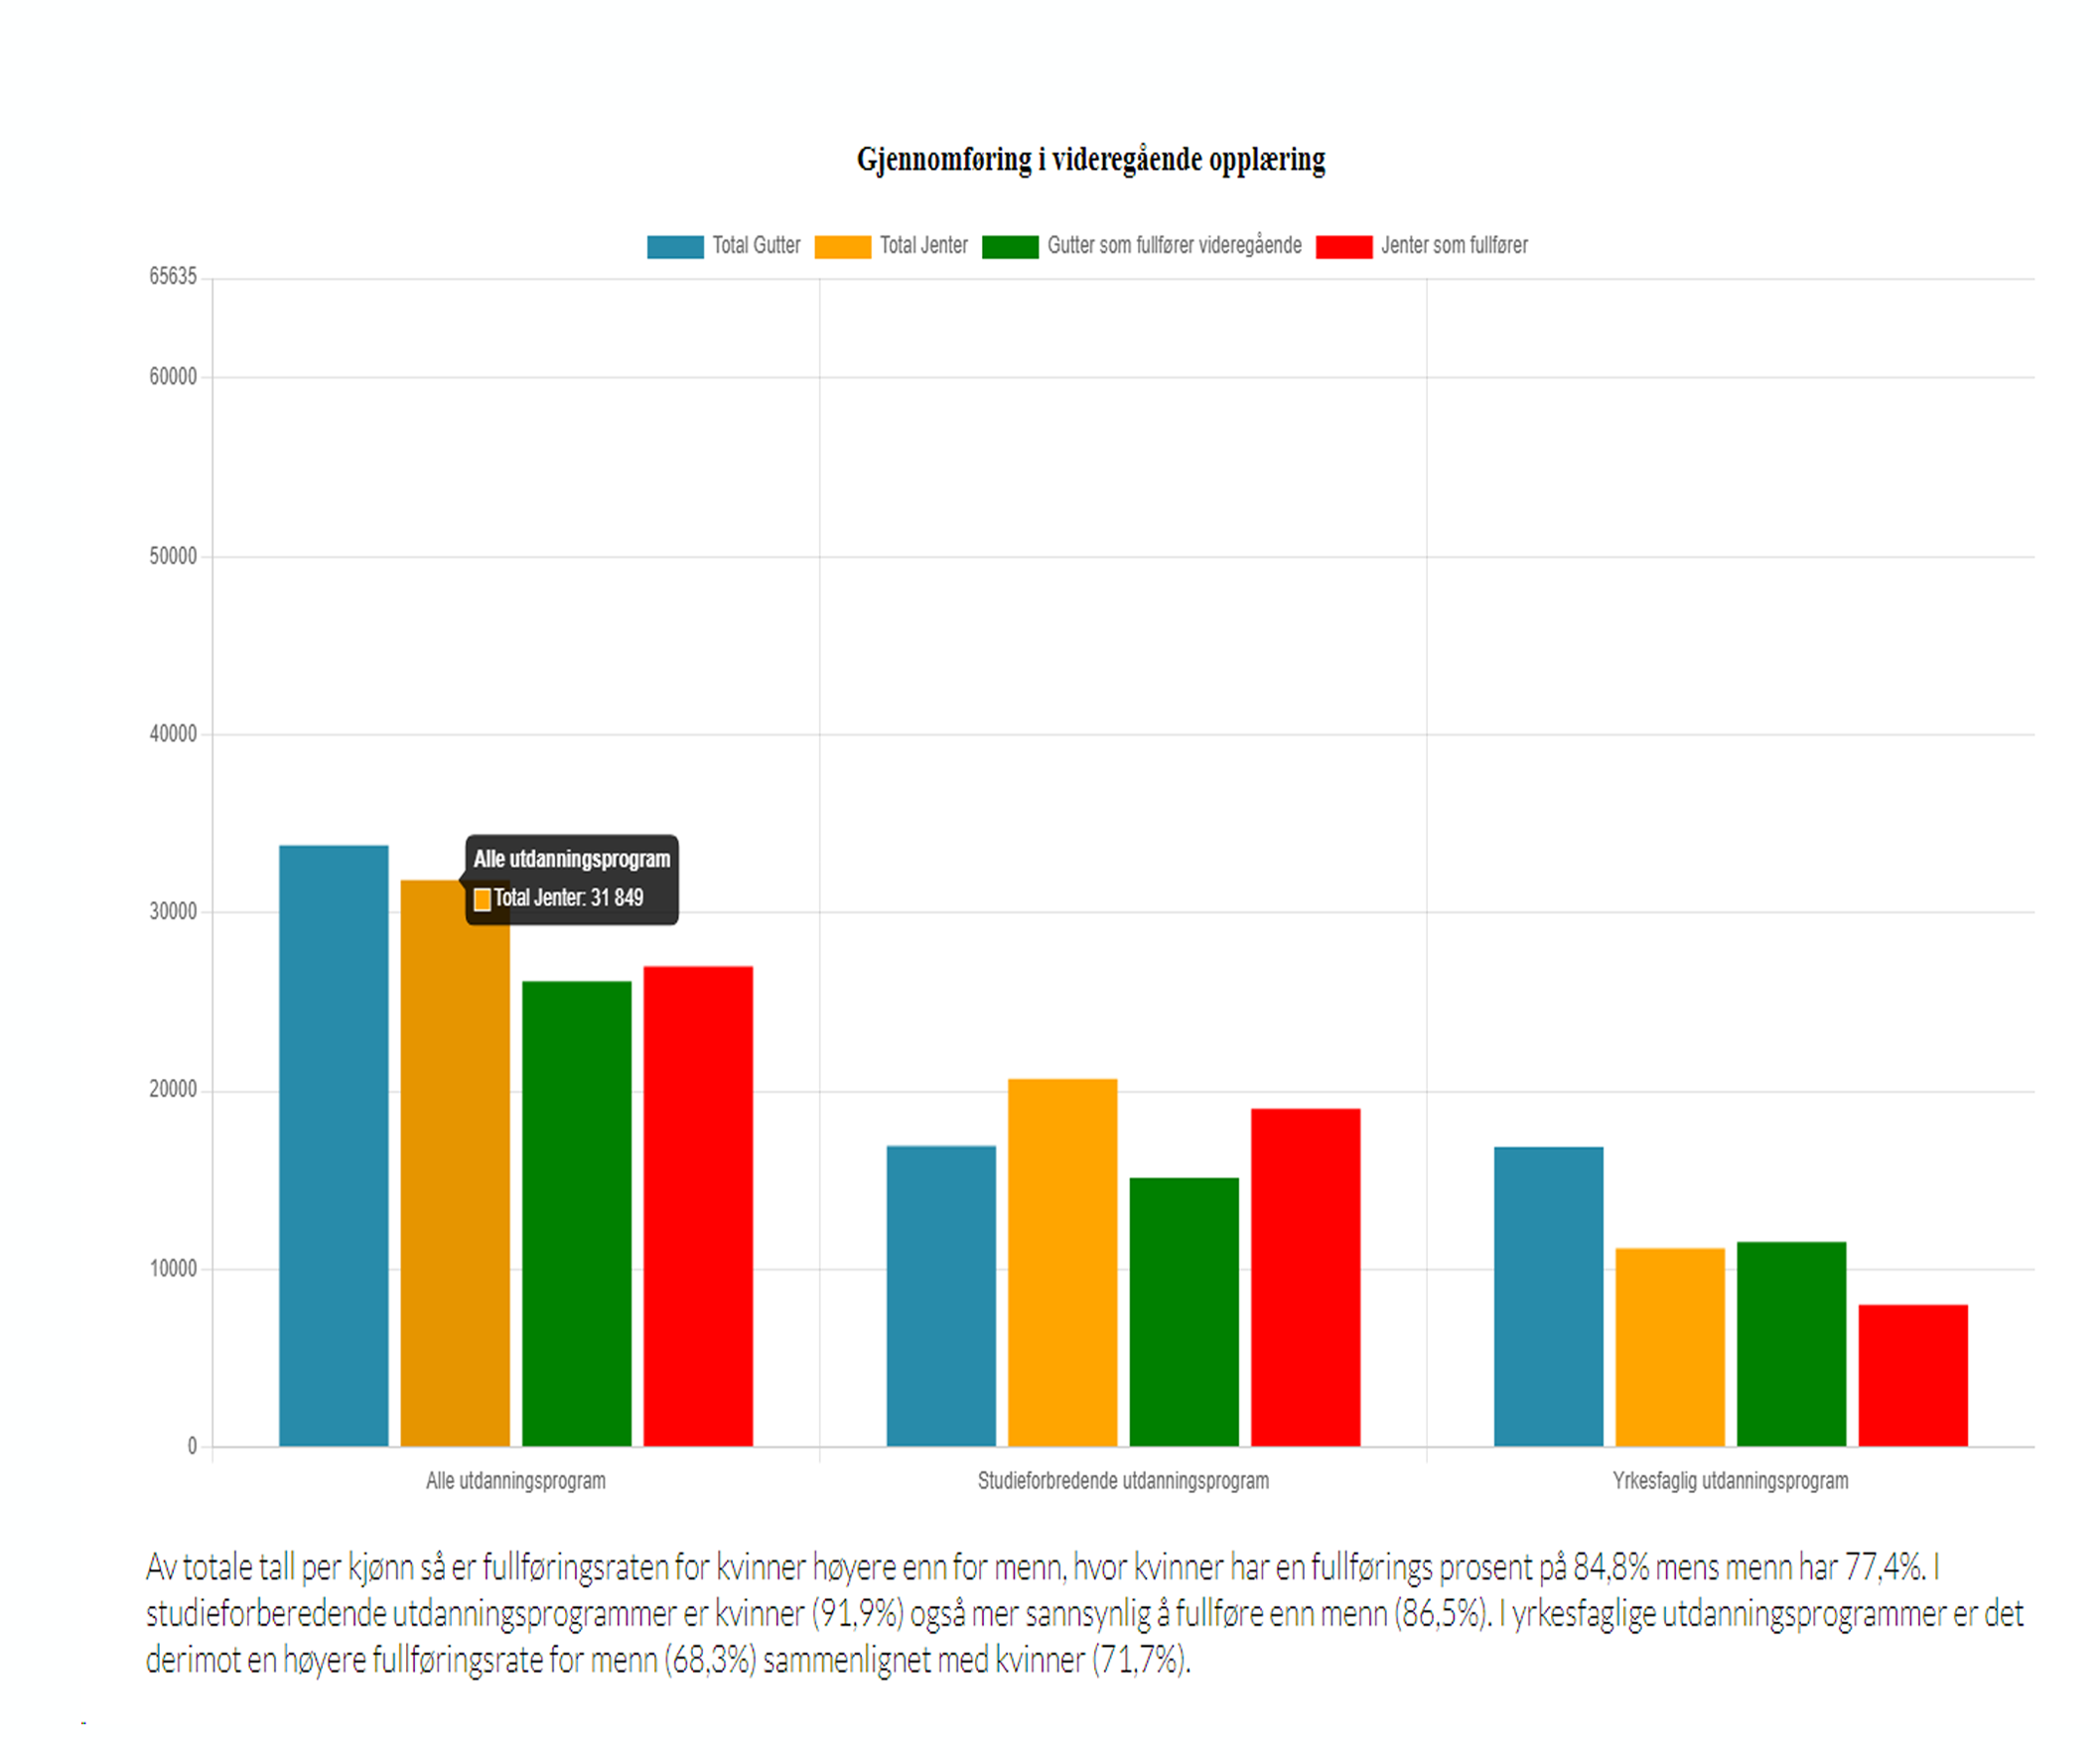 Gjennomføring i videregående opplæring
Total Gutter Total Jenter Gutter som fullfører videregående Jenter som fullfører
65635
60000
50000
40000
Alle utdanningsprogram
Total Jenter: 31 849
30000
20000
10000
0
Alle utdanningsprogram Studieforbredende utdanningsprogram Yrkesfaglig utdanningsprogram
Av totale tall per kjønn så er fullføringsraten for kvinner høyere enn for menn, hvor kvinner har en fullførings prosent på 84,8% mens menn har 77,4%. I
studieforberedende utdanningsprogrammer er kvinner (91,9%) også mer sannsynlig å fullføre enn menn (86,5%). I yrkesfaglige utdanningsprogrammer er det
derimot en høyere fullføringsrate for menn (68,3%) sammenlignet med kvinner (71,7%).